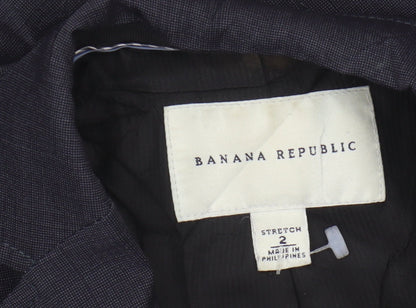 BANANA REPUBLIC
STRETCH
2
MADE IN
PHILIPPINES